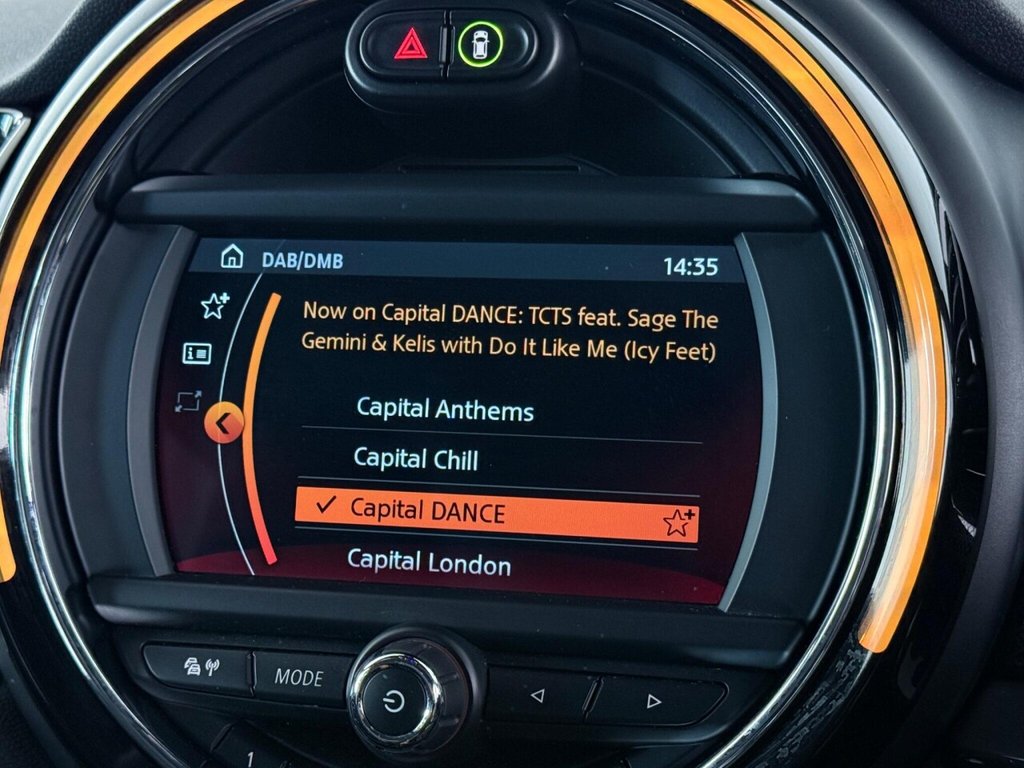 DAB/DMB
14:35
Now on Capital DANCE: TCTS feat. Sage The
Gemini & Kelis with Do It Like Me (Icy Feet)
Capital Anthems
Capital Chill
Capital DANCE
Capital London
MODE
1